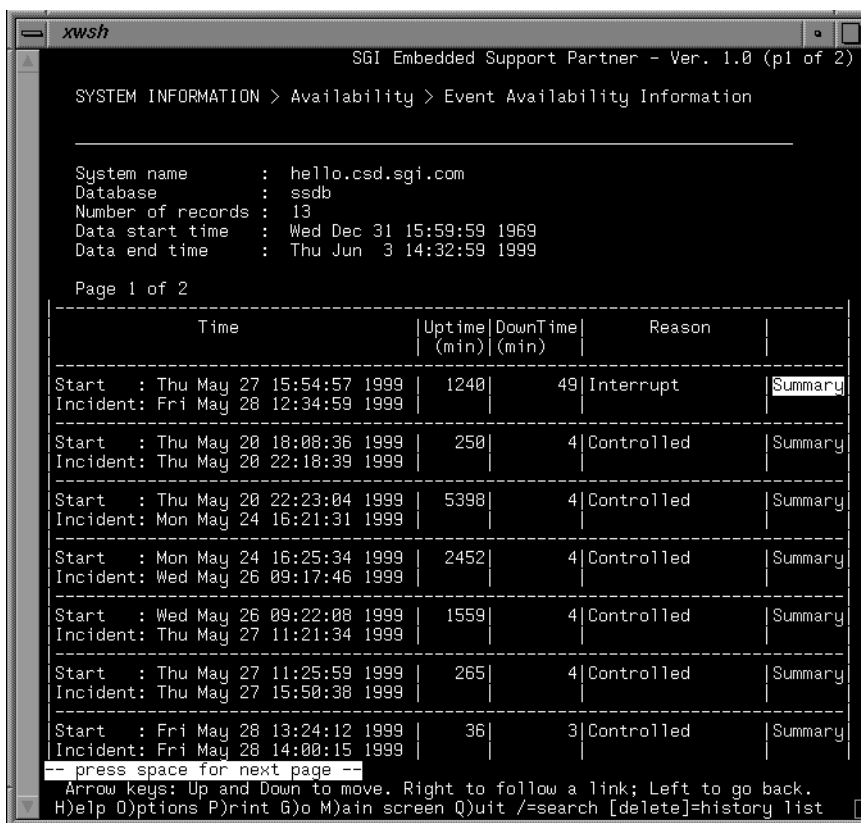 xwsh
SGI Embedded Support Partner - Ver. 1.0 (p1 of 2)
SYSTEM INFORMATION > Availability > Event Availability Information
System name : hello.csd.sgi.com
Database : ssdb
Number of records : 13
Data start time : Wed Dec 31 15:59:59 1969
Data end time : Thu Jun 3 14:32:59 1999
Page 1 of 2
Time |Uptime|DownTime| Reason |
| (min)|(min) | |
Start : Thu May 27 15:54:57 1999 | 1240| 49|Interrupt |Summary
Incident: Fri May 28 12:34:59 1999 | | | |
Start : Thu May 20 18:08:36 1999 | 250| 4|Controlled |Summary
Incident: Thu May 20 22:18:39 1999 | | | |
Start : Thu May 20 22:23:04 1999 | 5398| 4|Controlled |Summary
Incident: Mon May 24 16:21:31 1999 | | | |
Start : Mon May 24 16:25:34 1999 | 2452| 4|Controlled |Summary
Incident: Wed May 26 09:17:46 1999 | | | |
Start : Wed May 26 09:22:08 1999 | 1559| 4|Controlled |Summary
Incident: Thu May 27 11:21:34 1999 | | | |
Start : Thu May 27 11:25:59 1999 | 265| 4|Controlled |Summary
Incident: Thu May 27 15:50:38 1999 | | | |
Start : Fri May 28 13:24:12 1999 | 36| 3|Controlled |Summary
Incident: Fri May 28 14:00:15 1999 | | | |
-- press space for next page --
Arrow keys: Up and Down to move. Right to follow a link; Left to go back.
H)elp O)ptions P)rint G)o M)ain screen Q)uit /=search [delete]=history list